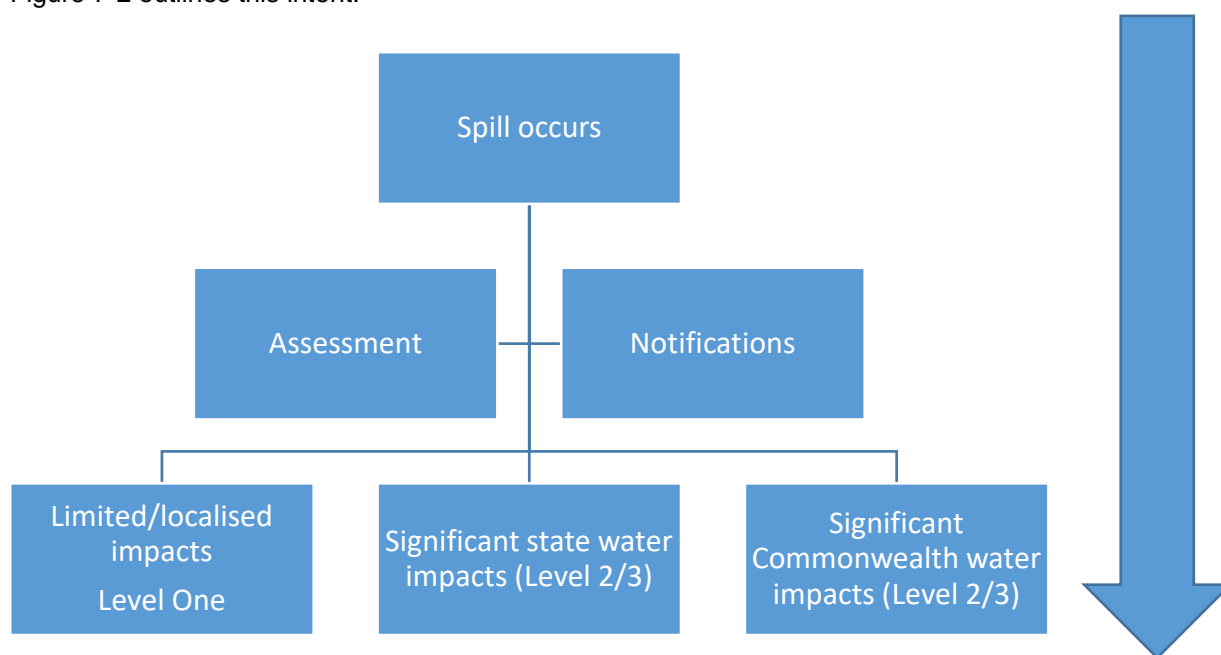 Spill occurs
Assessment
Notifications
Limited/localised
impacts
Level One
Significant state water
impacts (Level 2/3)
Significant
Commonwealth water
impacts (Level 2/3)